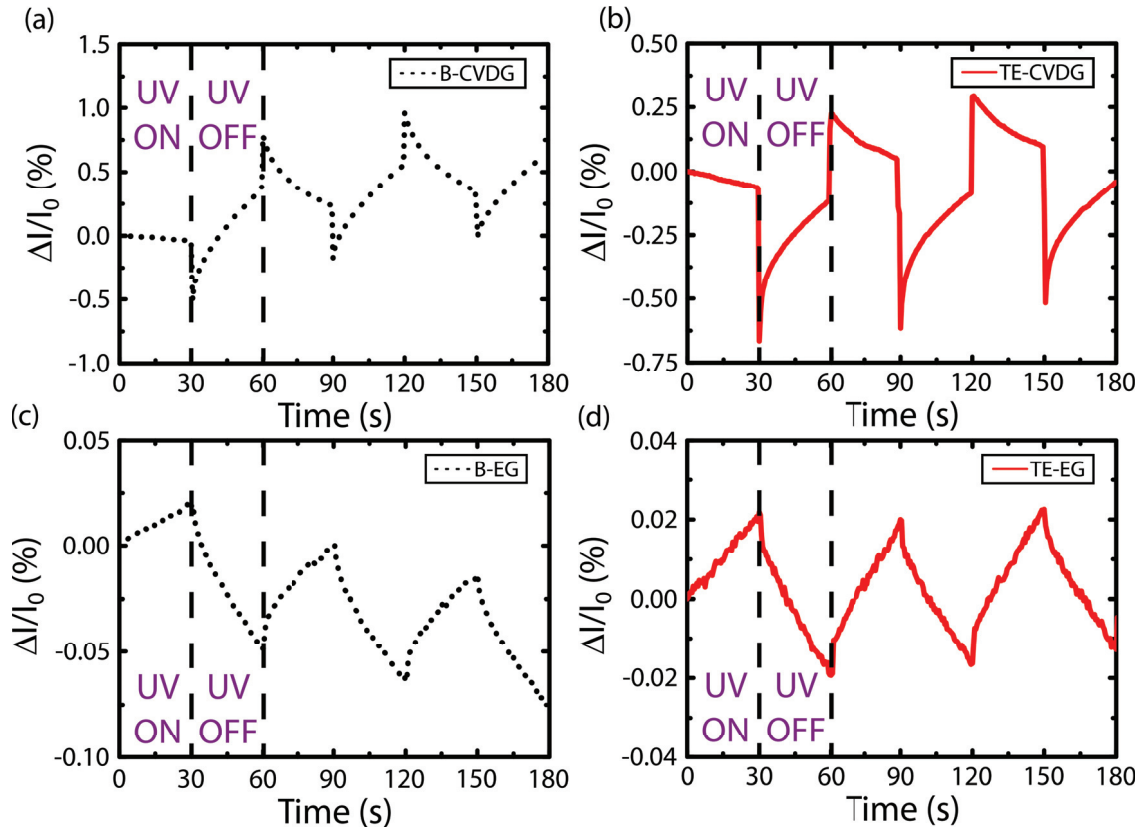 (a)
1.5
1.0
0.5
0.0
-0.5
-1.0
ΔI/I0 (%)
UV UV
ON OFF
B-CVDG
0 30 60 90 120 150 180
Time (s)
(b)
0.50
0.25
0.00
-0.25
-0.50
-0.75
ΔI/I0 (%)
UV UV
ON OFF
TE-CVDG
0 30 60 90 120 150 180
Time (s)
(c)
0.05
0.00
-0.05
-0.10
ΔI/I0 (%)
B-EG
UV UV
ON OFF
0 30 60 90 120 150 180
Time (s)
(d)
0.04
0.02
0.00
-0.02
-0.04
ΔI/I0 (%)
TE-EG
UV UV
ON OFF
0 30 60 90 120 150 180
Time (s)